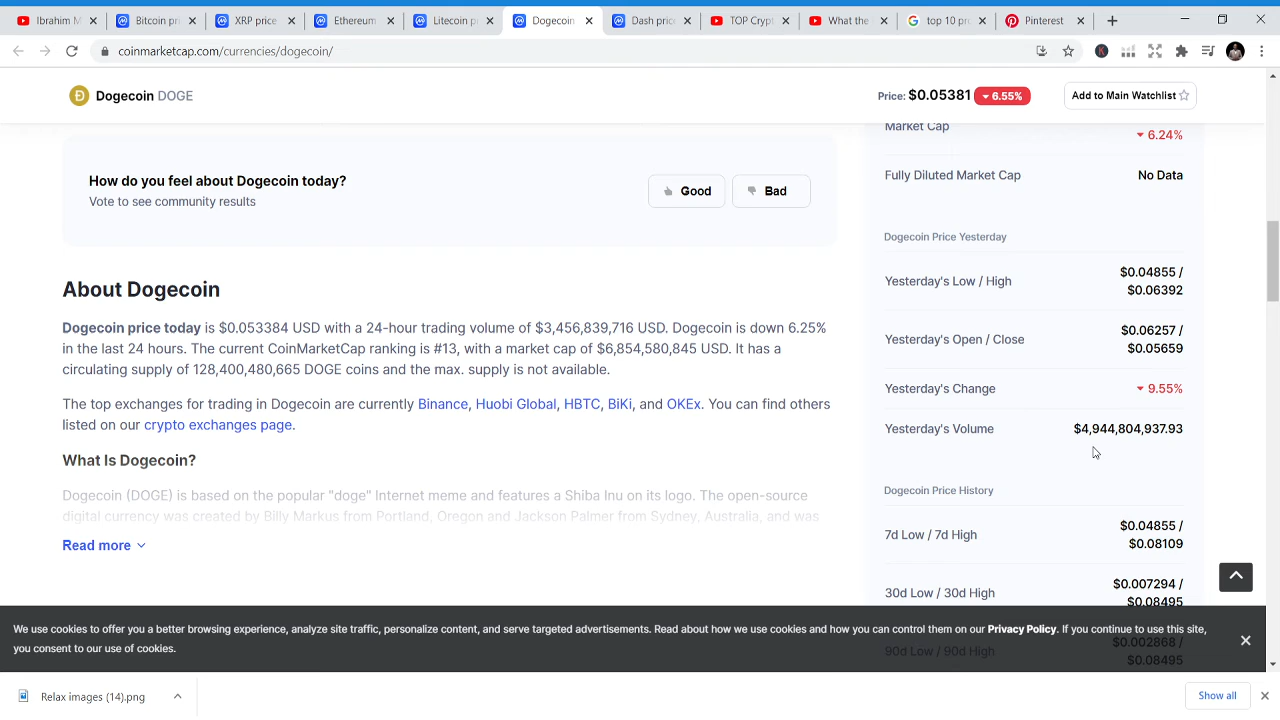 Ibrahim M
Bitcoin pri
XRP price
Ethereum
Litecoin p
Dogecoin
Dash price
TOP Crypt
What the
top 10 pro
Pinterest
coinmarketcap.com/currencies/dogecoin/
K
Dogecoin DOGE
Price: $0.05381 6.55%
Add to Main Watchlist
How do you feel about Dogecoin today?
Vote to see community results
Good
Bad
About Dogecoin
Dogecoin price today is $0.053384 USD with a 24-hour trading volume of $3,456,839,716 USD. Dogecoin is down 6.25%
in the last 24 hours. The current CoinMarketCap ranking is #13, with a market cap of $6,854,580,845 USD. It has a
circulating supply of 128,400,480,665 DOGE coins and the max. supply is not available.
The top exchanges for trading in Dogecoin are currently Binance, Huobi Global, HBTC, BiKi, and OKEx. You can find others
listed on our crypto exchanges page.
What Is Dogecoin?
Dogecoin (DOGE) is based on the popular "doge" Internet meme and features a Shiba Inu on its logo. The open-source
digital currency was created by Billy Markus from Portland, Oregon and Jackson Palmer from Sydney, Australia, and was
Read more
Market Cap
6.24%
Fully Diluted Market Cap No Data
Dogecoin Price Yesterday
Yesterday's Low / High
$0.04855 /
$0.06392
Yesterday's Open / Close
$0.06257 /
$0.05659
Yesterday's Change 9.55%
Yesterday's Volume $4,944,804,937.93
Dogecoin Price History
7d Low / 7d High
$0.04855 /
$0.08109
30d Low / 30d High
$0.007294 /
$0.08495
90d Low / 90d High
$0.002868 /
$0.08495
We use cookies to offer you a better browsing experience, analyze site traffic, personalize content, and serve targeted advertisements. Read about how we use cookies and how you can control them on our Privacy Policy. If you continue to use this site,
you consent to our use of cookies.
Relax images (14).png
Show all